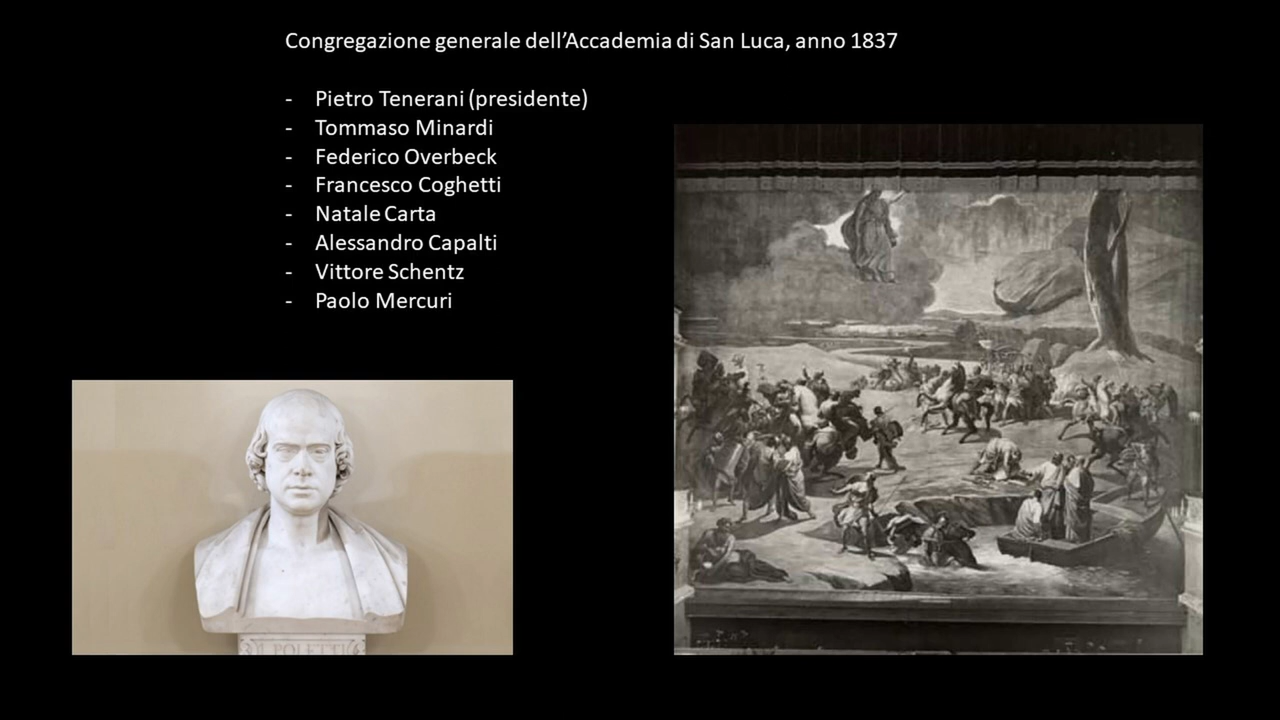 Congregazione generale dell’Accademia di San Luca, anno 1837
- Pietro Tenerani (presidente)
- Tommaso Minardi
- Federico Overbeck
- Francesco Coghetti
- Natale Carta
- Alessandro Capalti
- Vittore Schentz
- Paolo Mercuri
L. POLETTI